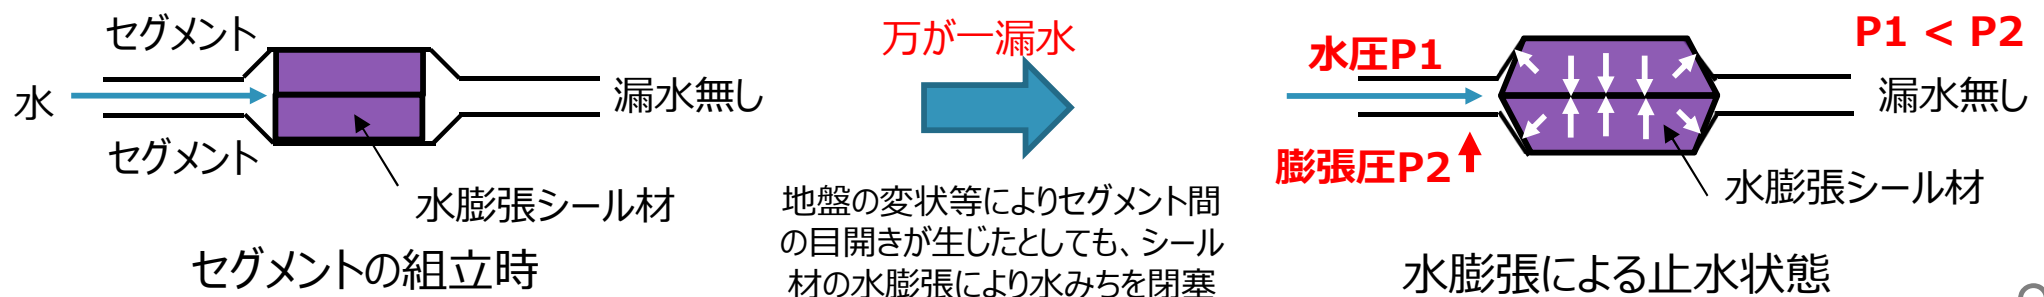 セグメント
水
漏水無し
セグメント
水膨張シール材
セグメントの組立時
万が一漏水
地盤の変状等によりセグメント間
の目開きが生じたとしても、シール
材の水膨張により水みちを閉塞
水圧P1
P1 < P2
漏水無し
膨張圧P2
水膨張シール材
水膨張による止水状態